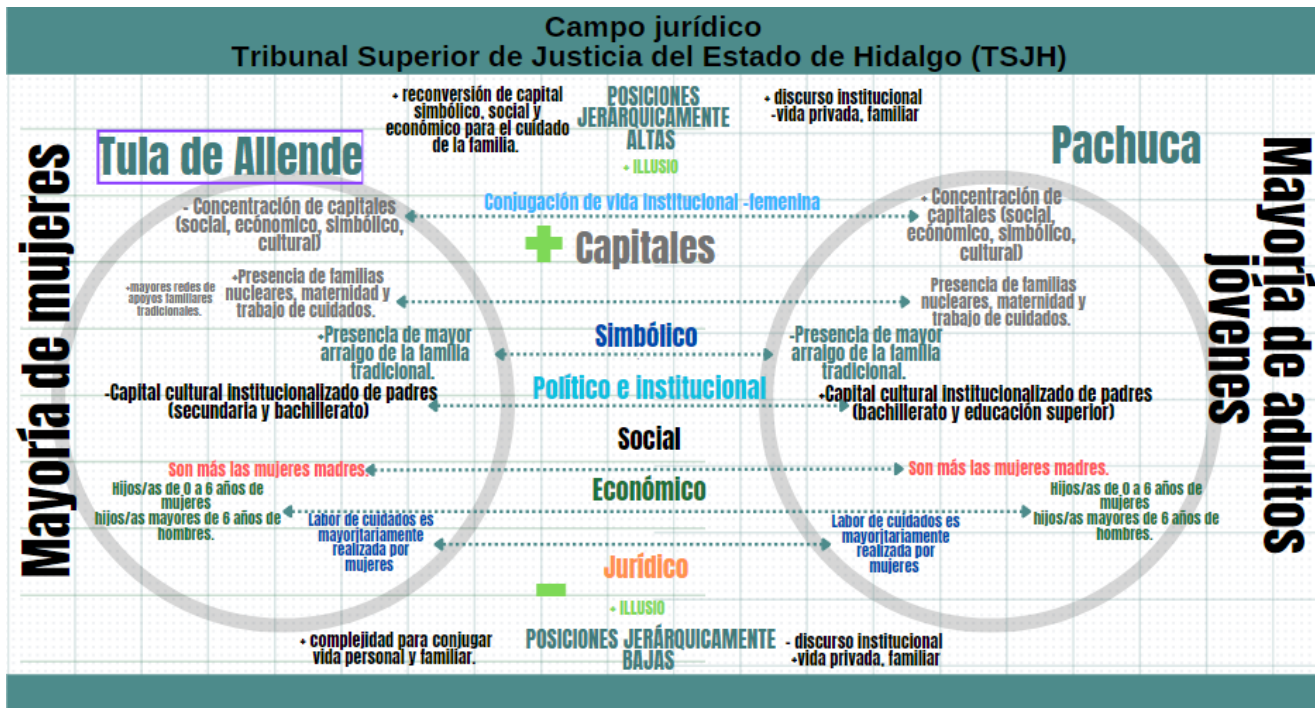 Campo jurídico
Tribunal Superior de Justicia del Estado de Hidalgo (TSJH)
+ reconversión de capital
simbólico, social y
económico para el cuidado
de la familia.
POSICIONES
JERÁRQUICAMENTE
ALTAS
+ ILLUSIO
+ discurso institucional
-vida privada, familiar
Tula de Allende
Pachuca
Mayoría de mujeres
Mayoría de adultos
jóvenes
- Concentración de capitales
(social, económico, simbólico,
cultural)
Conjugación de vida institucional -femenina
+ Concentración de
capitales (social,
económico, simbólico,
cultural)
+
Capitales
+mayores redes de
apoyos familiares
tradicionales.
+Presencia de familias
nucleares, maternidad y
trabajo de cuidados.
Presencia de familias
nucleares, maternidad y
trabajo de cuidados.
Simbólico
+Presencia de mayor
arraigo de la familia
tradicional.
-Presencia de mayor
arraigo de la familia
tradicional.
Político e institucional
-Capital cultural institucionalizado de padres
(secundaria y bachillerato)
+Capital cultural institucionalizado de padres
(bachillerato y educación superior)
Social
Son más las mujeres madres.
Son más las mujeres madres.
Económico
Hijos/as de 0 a 6 años de
mujeres
hijos/as mayores de 6 años de
hombres.
Hijos/as de 0 a 6 años de
mujeres
hijos/as mayores de 6 años de
hombres.
Labor de cuidados es
mayoritariamente
realizada por
mujeres
Labor de cuidados es
mayoritariamente
realizada por
mujeres
Jurídico
-
+ ILLUSIO
+ complejidad para conjugar
vida personal y familiar.
POSICIONES JERÁRQUICAMENTE
BAJAS
- discurso institucional
+vida privada, familiar